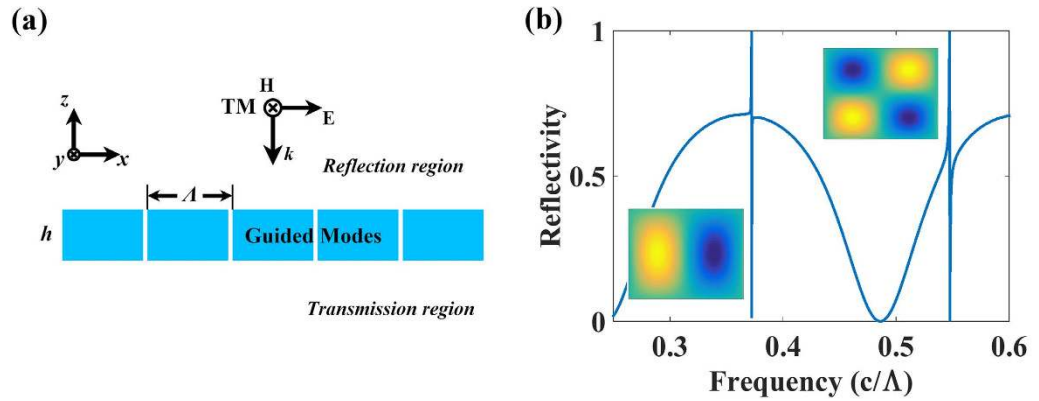 (a)
H
TM
E
z
k
y
x
Reflection region
Λ
h
Guided Modes
Transmission region
(b)
1
0.5
0
Reflectivity
0.3 0.4 0.5 0.6
Frequency (c/Λ)